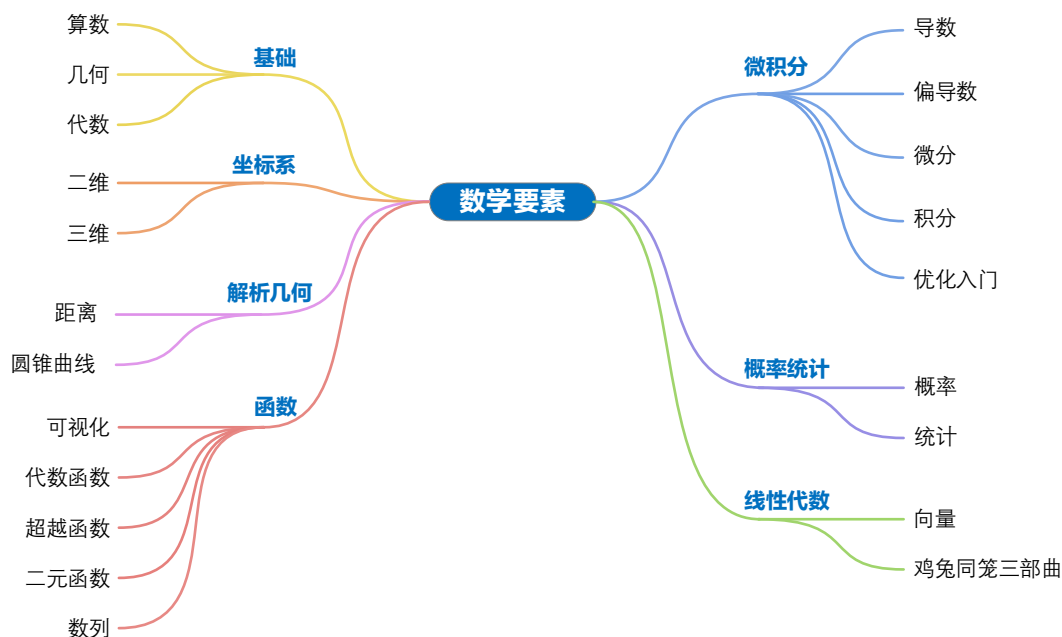 数学要素
基础
算数
几何
代数
坐标系
二维
三维
解析几何
距离
圆锥曲线
函数
可视化
代数函数
超越函数
二元函数
数列
微积分
导数
偏导数
微分
积分
优化入门
概率统计
概率
统计
线性代数
向量
鸡兔同笼三部曲